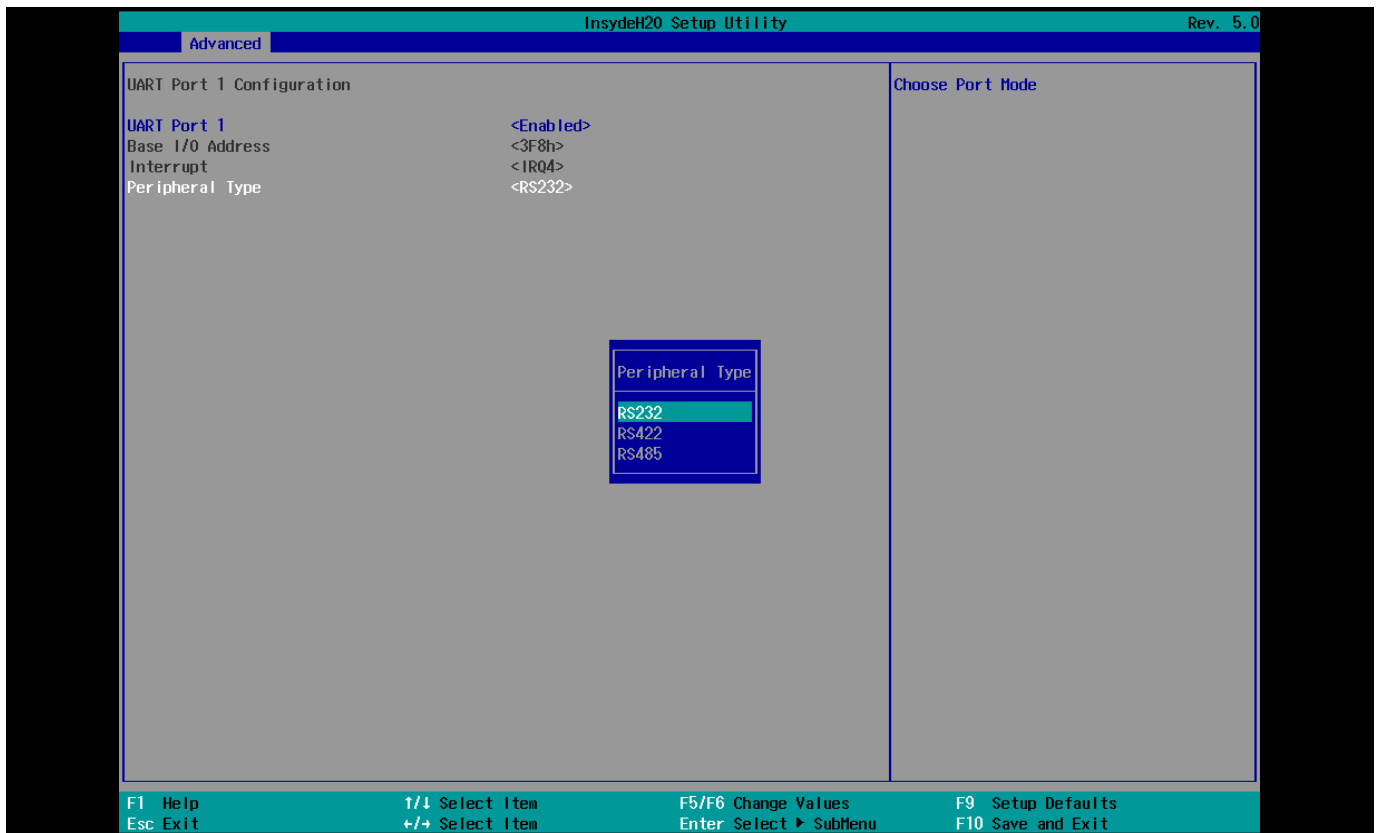 InsydeH20 Setup Utility Rev. 5.0
Advanced
UART Port 1 Configuration
Choose Port Mode
UART Port 1 <Enabled>
Base I/O Address <3F8h>
Interrupt <IRQ4>
Peripheral Type <RS232>
Peripheral Type
RS232
RS422
RS485
F1 Help ↑/↓ Select Item F5/F6 Change Values F9 Setup Defaults
Esc Exit ←/→ Select Item Enter Select ▶ SubMenu F10 Save and Exit